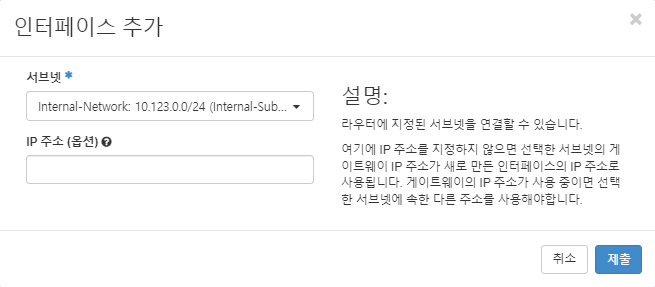 인터페이스 추가
×
서브넷 *
Internal-Network: 10.123.0.0/24 (Internal-Sub...
IP 주소 (옵션)
설명:
라우터에 지정된 서브넷을 연결할 수 있습니다.
여기에 IP 주소를 지정하지 않으면 선택한 서브넷의 게
이트웨이 IP 주소가 새로 만든 인터페이스의 IP 주소로
사용됩니다. 게이트웨이의 IP 주소가 사용 중이면 선택
한 서브넷에 속한 다른 주소를 사용해야합니다.
취소
제출